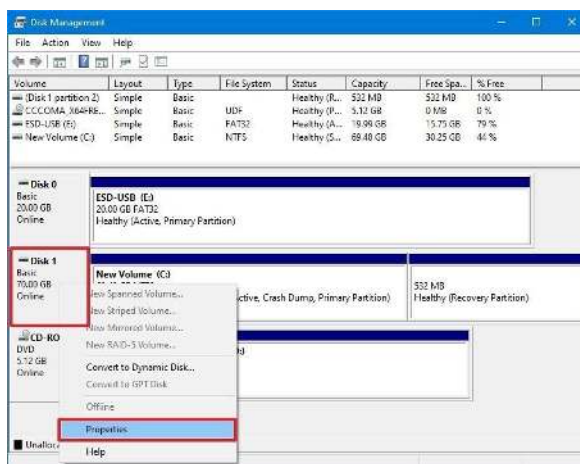 Disk Management
File Action View Help
Volume Layout Type File System Status Capacity Free Spa... % Free
(Disk 1 partition 2) Simple Basic Healthy (R... 532 MB 532 MB 100 %
CCCOMA_X64FRE... Simple Basic UDF Healthy (P... 5.12 GB 0 MB 0 %
ESD-USB (E:) Simple Basic FAT32 Healthy (A... 19.99 GB 15.75 GB 79 %
New Volume (C:) Simple Basic NTFS Healthy (S... 69.48 GB 30.25 GB 44 %
Disk 0
Basic
20.00 GB
Online
ESD-USB (E:)
20.00 GB FAT32
Healthy (Active, Primary Partition)
Disk 1
Basic
70.00 GB
Online
New Volume (C:)
ctive, Crash Dump, Primary Partition)
532 MB
Healthy (Recovery Partition)
CD-RO
DVD
5.12 GB
Online
New Spanned Volume...
New Striped Volume...
New Mirrored Volume...
New RAID-5 Volume...
Convert to Dynamic Disk...
Convert to GPT Disk
Offline
Properties
Help
Unalloc